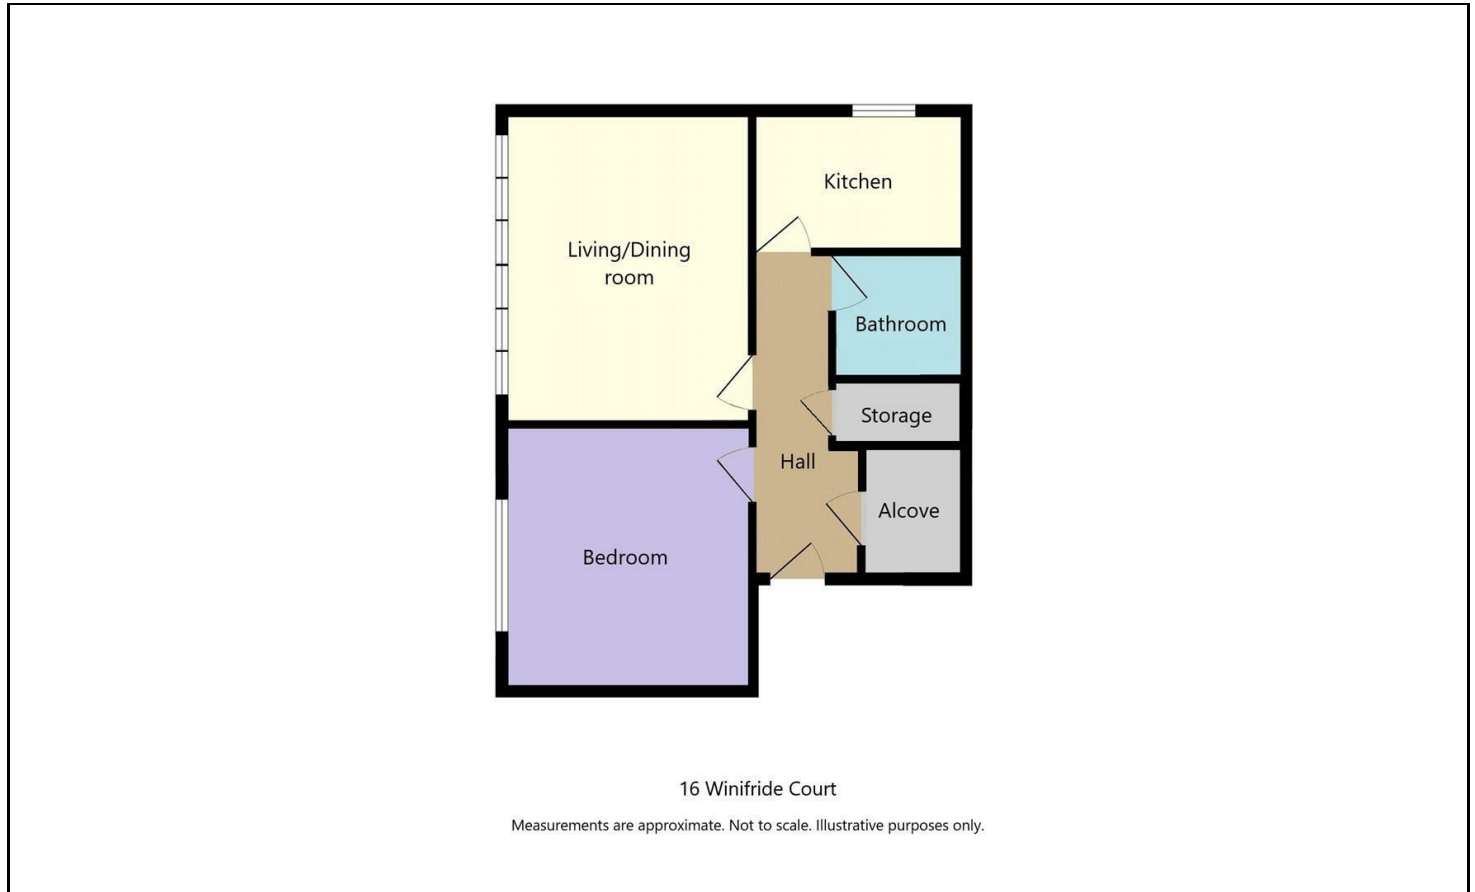 Kitchen
Living/Dining
room
Bathroom
Storage
Hall
Alcove
Bedroom
16 Winifride Court
Measurements are approximate. Not to scale. Illustrative purposes only.